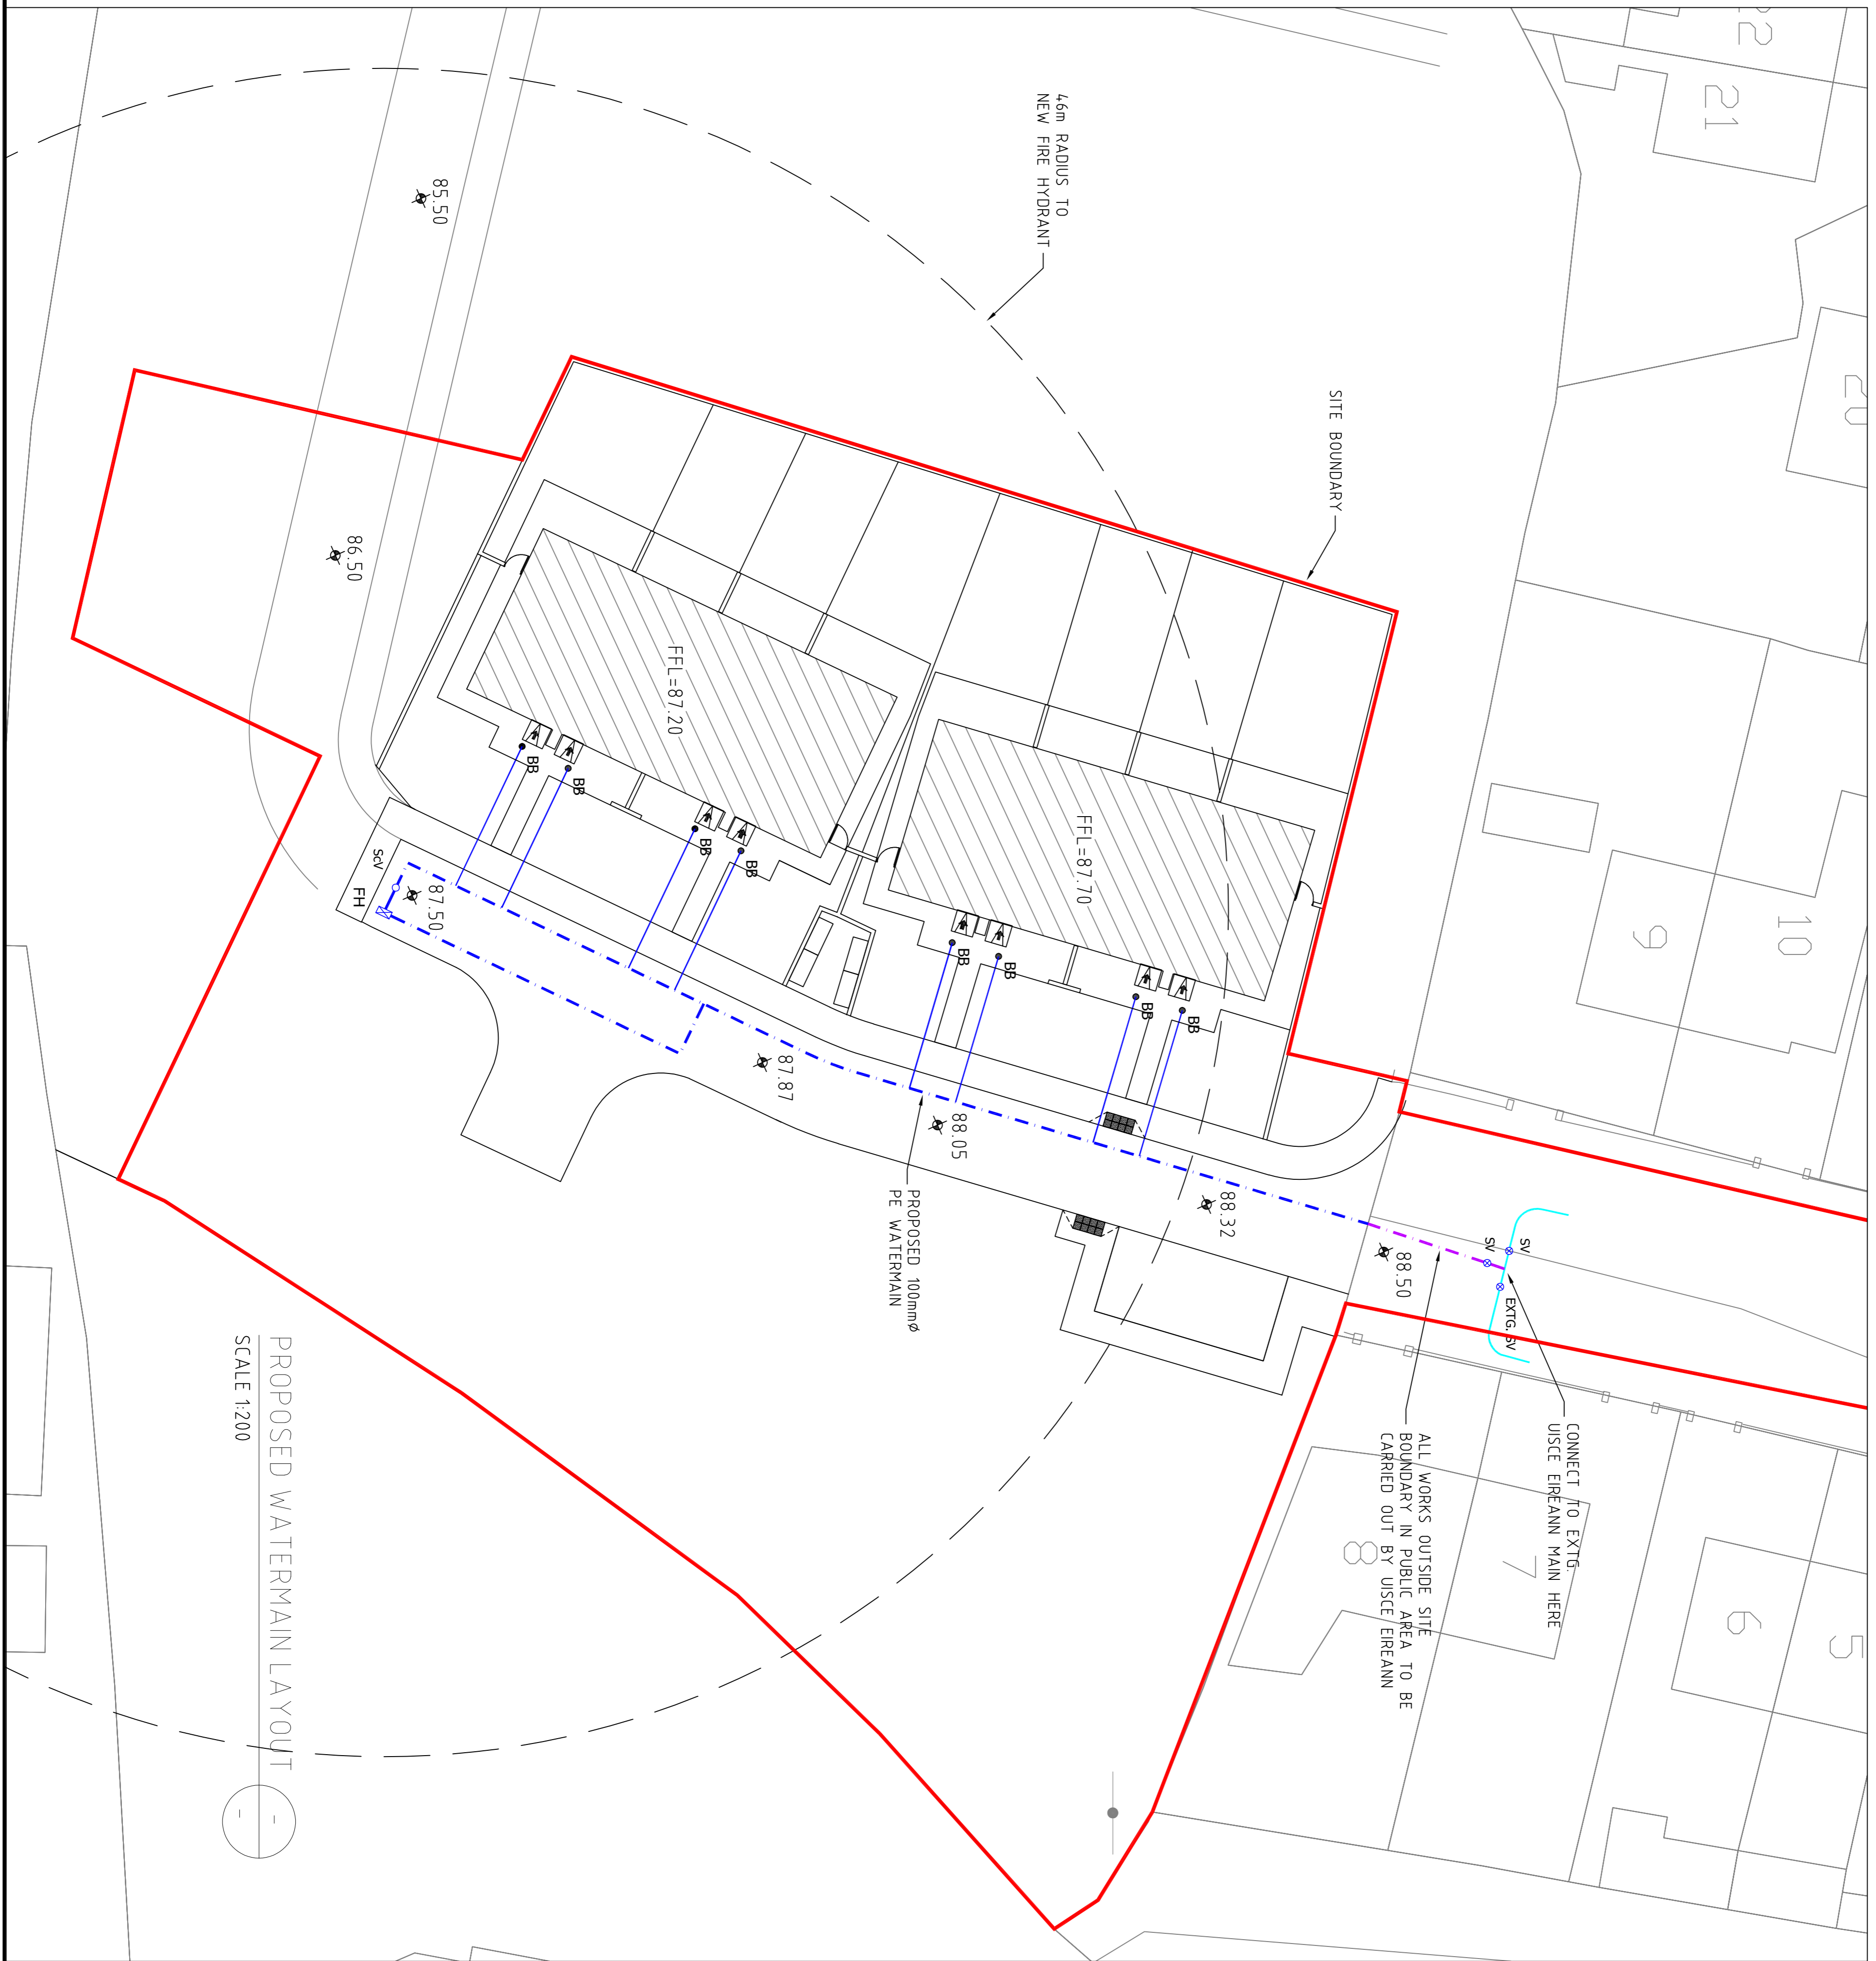 22
21
20
10
9
46m RADIUS TO
NEW FIRE HYDRANT
SITE BOUNDARY
85.50
86.50
FFL=87.20
FFL=87.70
BB
BB
BB
BB
BB
BB
BB
BB
ScV
FH
87.50
87.87
88.05
88.32
88.50
PROPOSED 100mmØ
PE WATERMAIN
SV
SV
EXTG. SV
CONNECT TO EXTG.
UISCE EIREANN MAIN HERE
ALL WORKS OUTSIDE SITE
BOUNDARY IN PUBLIC AREA TO BE
CARRIED OUT BY UISCE EIREANN
5
6
7
8
PROPOSED WATERMAIN LAYOUT
SCALE 1:200
-
-